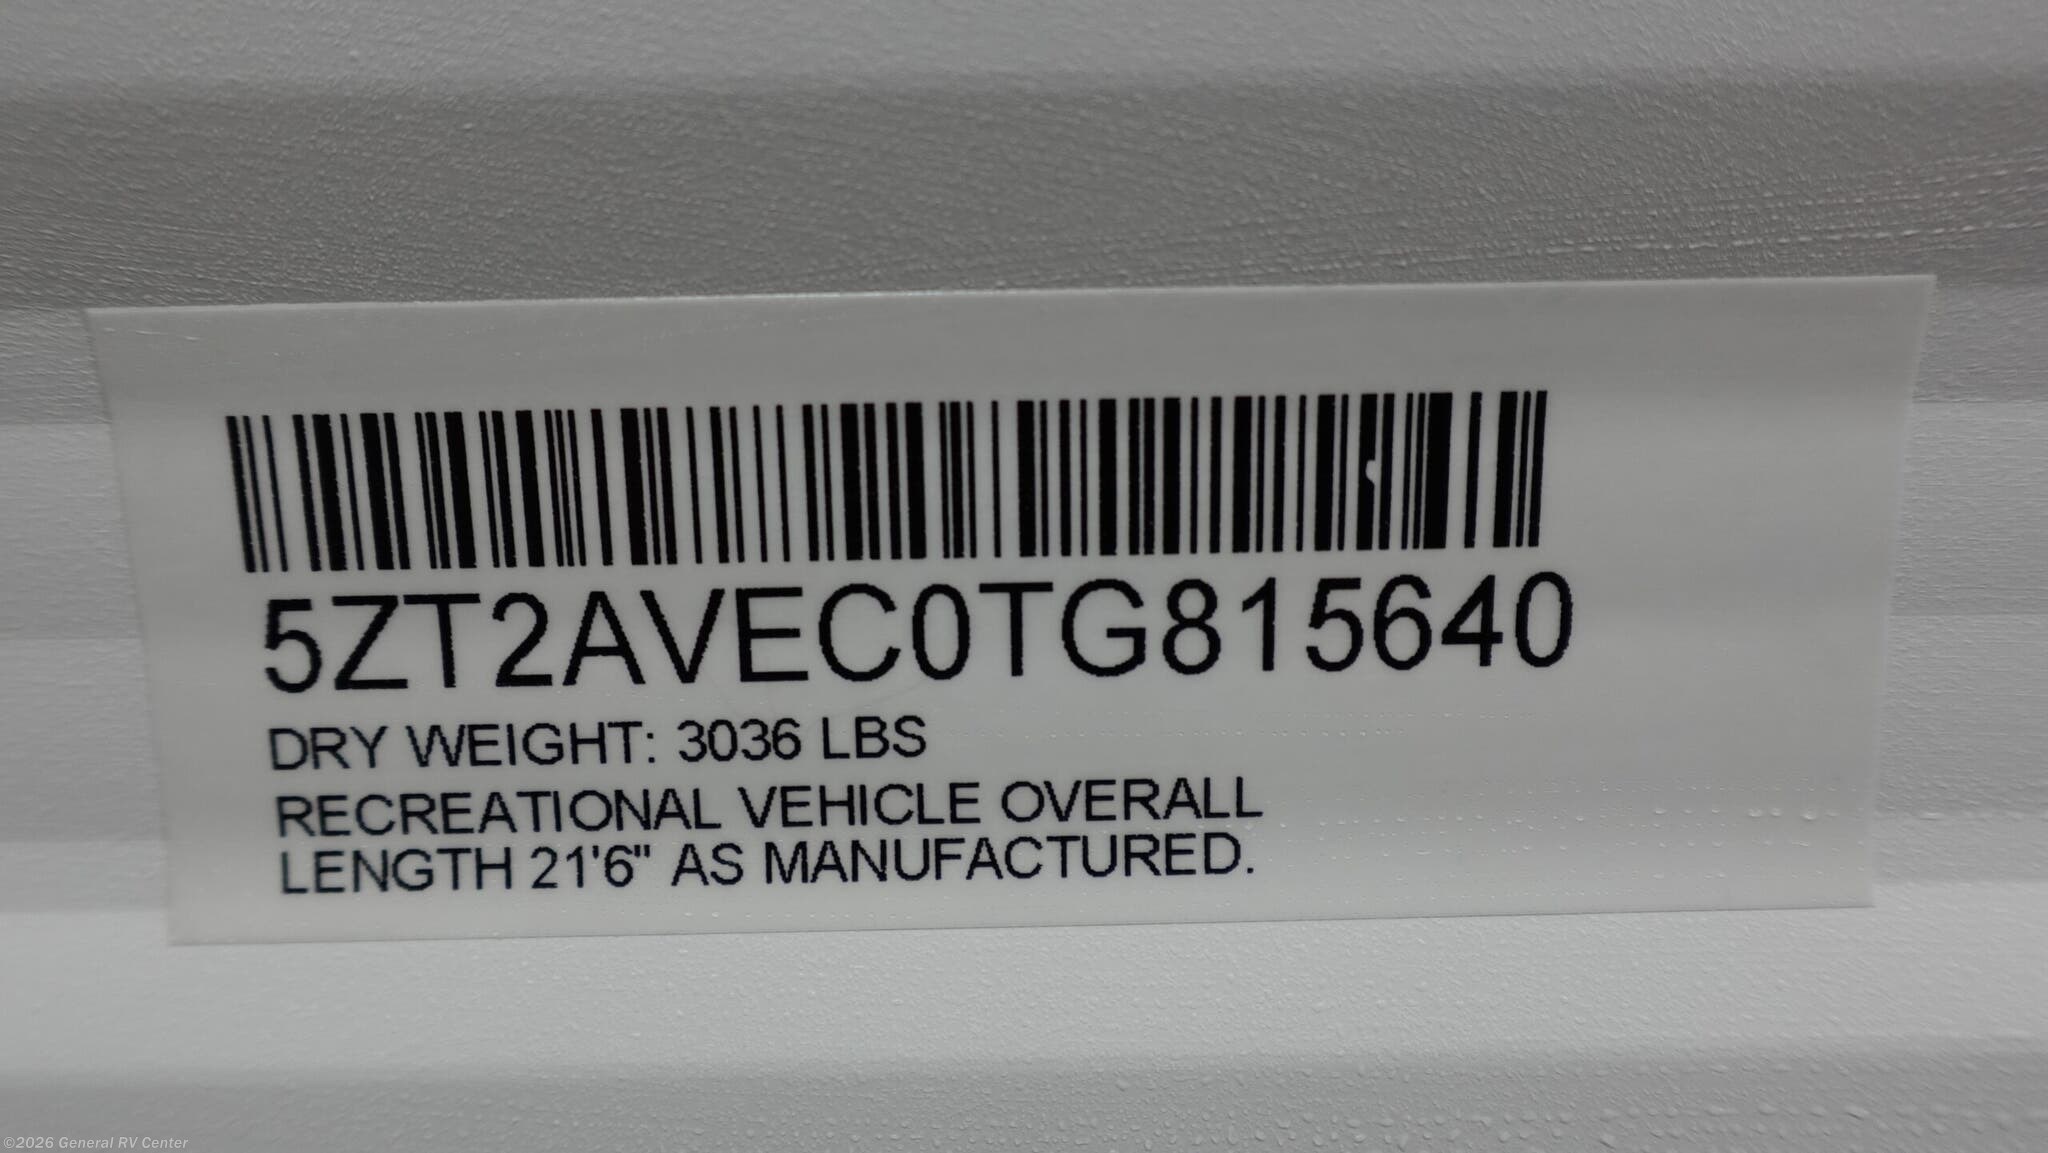 5ZT2AVEC0TG815640
DRY WEIGHT: 3036 LBS
RECREATIONAL VEHICLE OVERALL
LENGTH 21'6" AS MANUFACTURED.
©2026 General RV Center